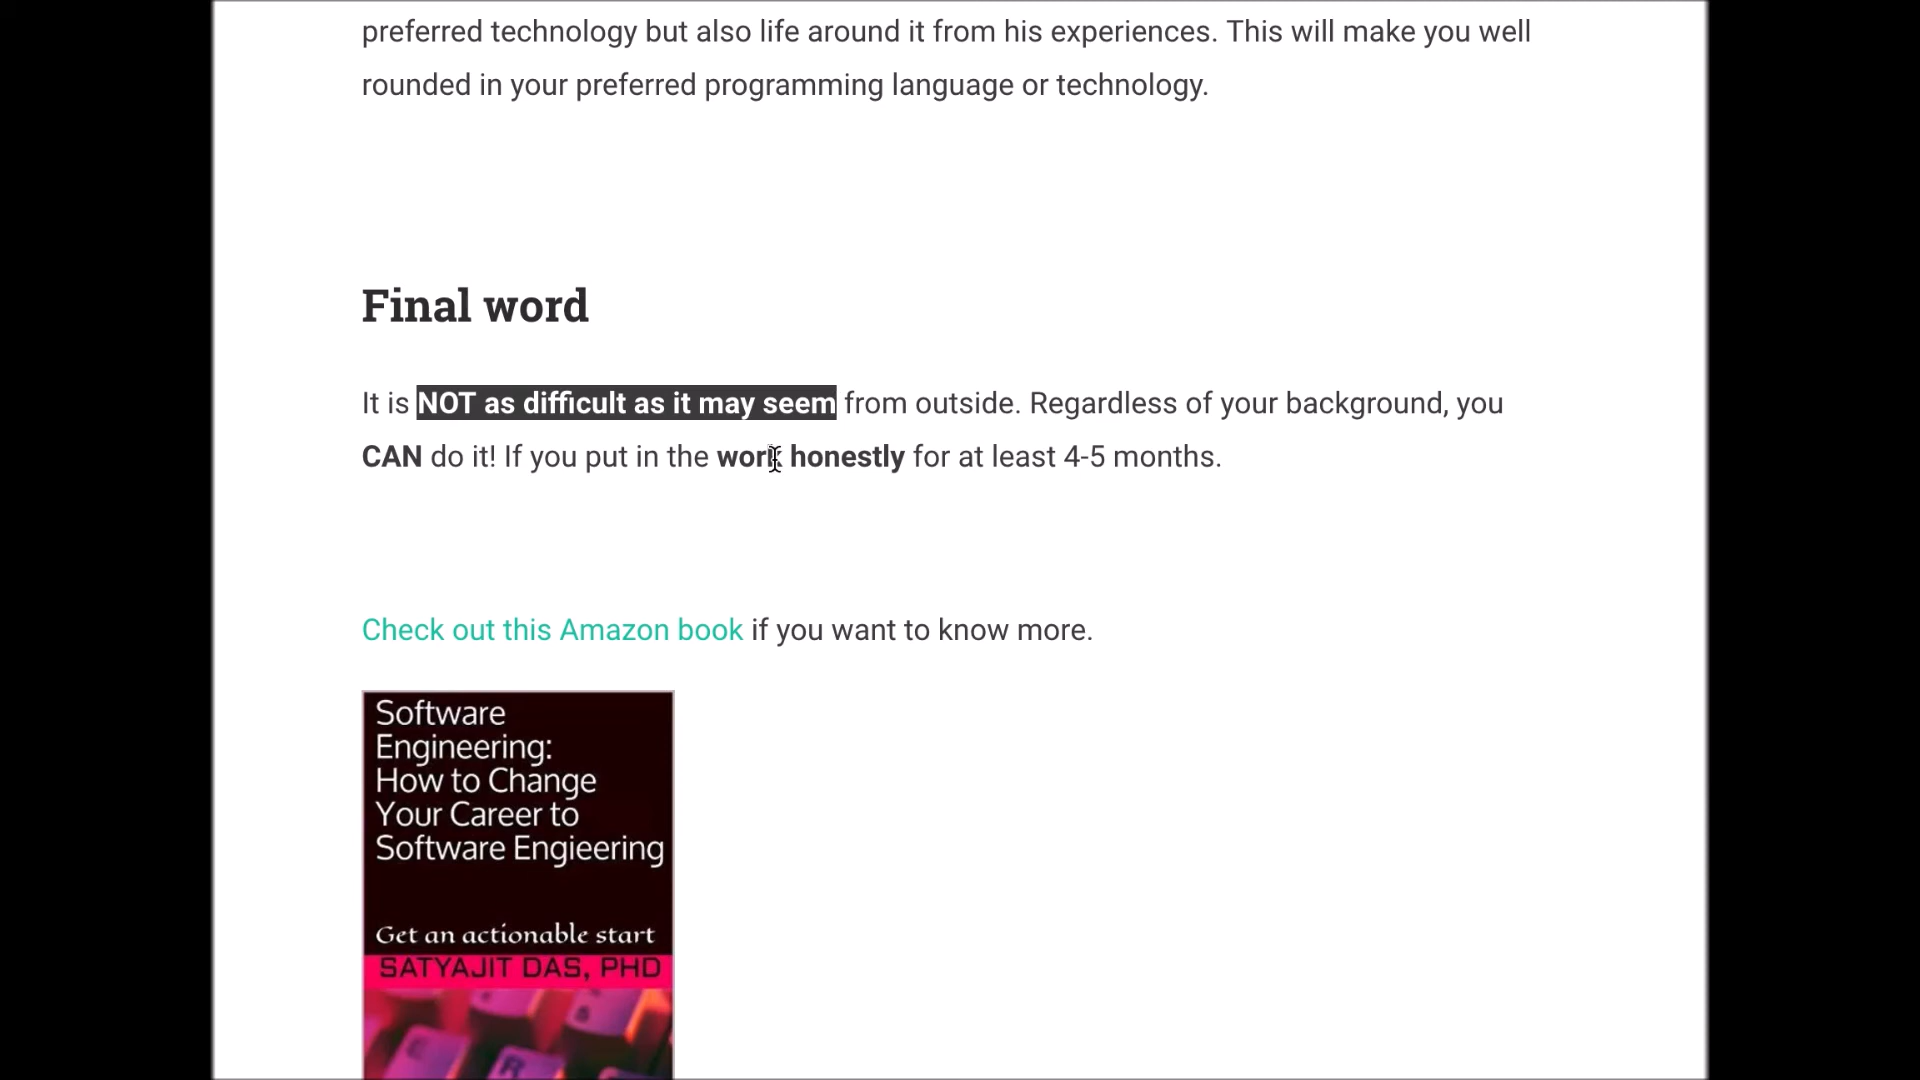 preferred technology but also life around it from his experiences. This will make you well
rounded in your preferred programming language or technology.
Final word
It is NOT as difficult as it may seem from outside. Regardless of your background, you
CAN do it! If you put in the work honestly for at least 4-5 months.
Check out this Amazon book if you want to know more.
Software
Engineering:
How to Change
Your Career to
Software Engieering
Get an actionable start
SATYAJIT DAS, PHD